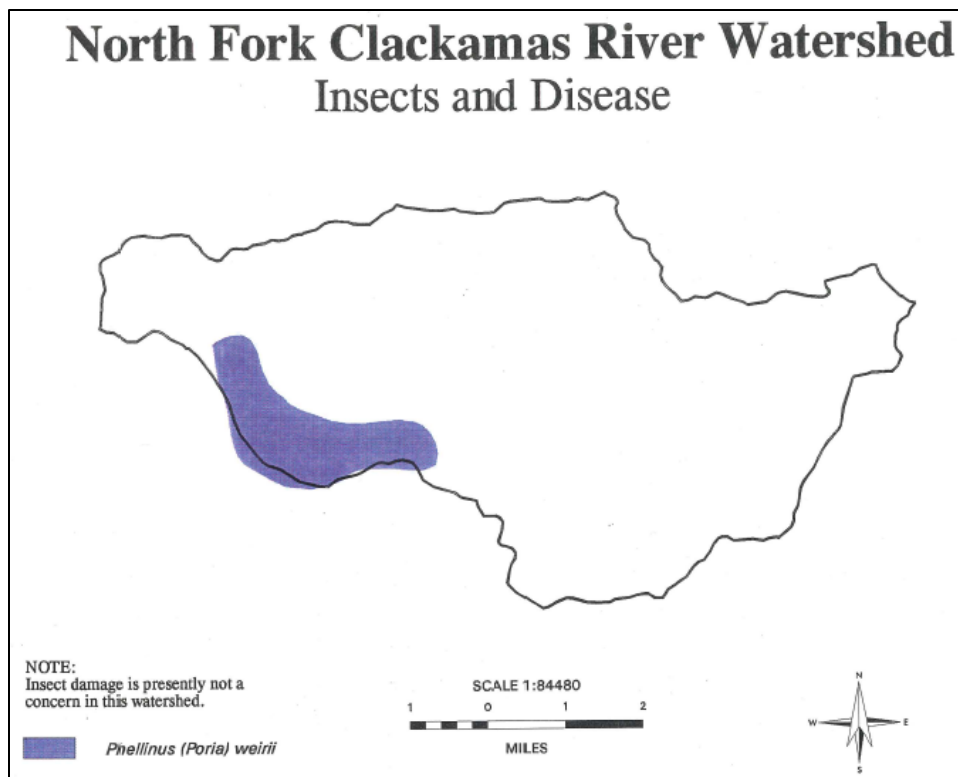 North Fork Clackamas River Watershed
Insects and Disease
NOTE:
Insect damage is presently not a
concern in this watershed.
Phellinus (Poria) weirii
SCALE 1:84480
1 0 1 2
MILES
N
W E
S